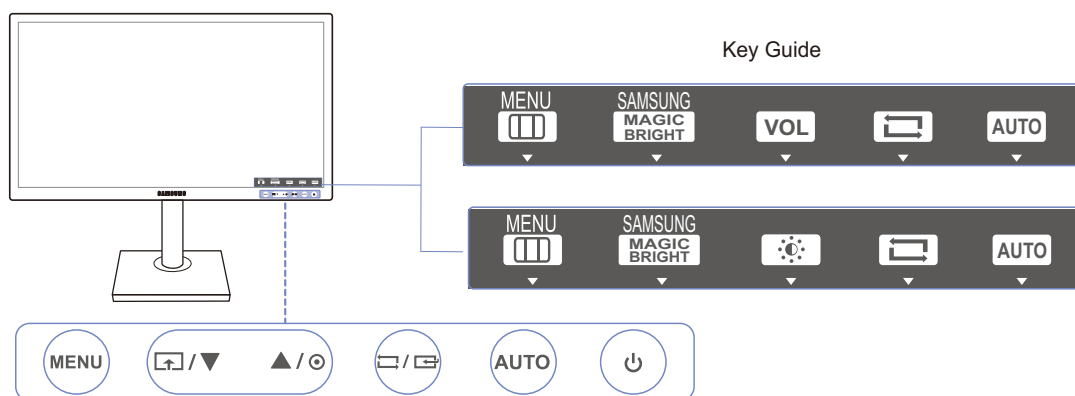 Key Guide
MENU
SAMSUNG
MAGIC
BRIGHT
VOL
AUTO
MENU
SAMSUNG
MAGIC
BRIGHT
AUTO
SAMSUNG
MENU
/
/
/
AUTO